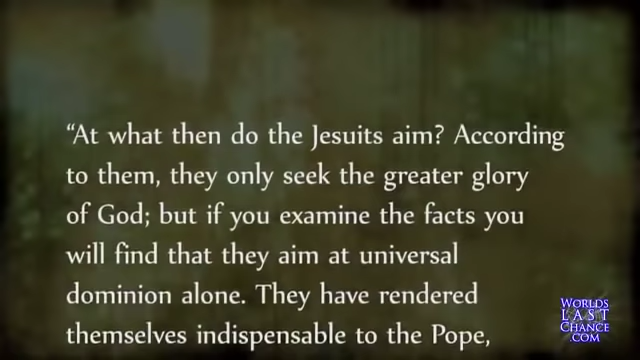 “At what then do the Jesuits aim? According
to them, they only seek the greater glory
of God; but if you examine the facts you
will find that they aim at universal
dominion alone. They have rendered
themselves indispensable to the Pope,
WORLDS
LAST
CHANCE
.COM